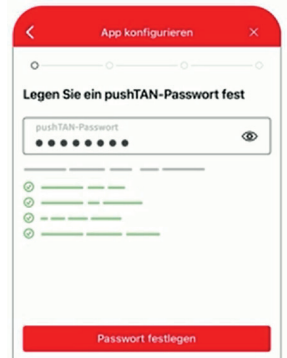 App konfigurieren
Legen Sie ein pushTAN-Passwort fest
pushTAN-Passwort
Passwort festlegen